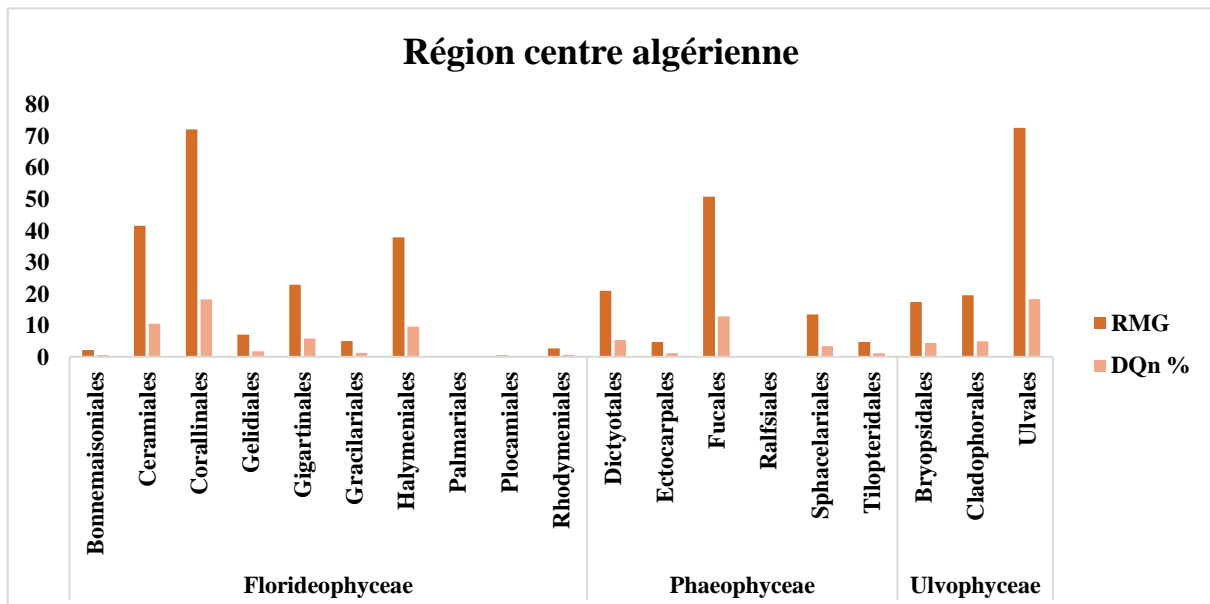 Région centre algérienne
80
70
60
50
40
30
20
10
0
RMG
DQn %
Bonnemaisoniales
Ceramiales
Corallinales
Gelidiales
Gigartinales
Gracilariales
Halymeniales
Palmariales
Plocamiales
Rhodymeniales
Dictyotales
Ectocarpales
Fucales
Ralfsiales
Sphacelariales
Tilopteridales
Bryopsidales
Cladophorales
Ulvales
Florideophyceae
Phaeophyceae
Ulvophyceae